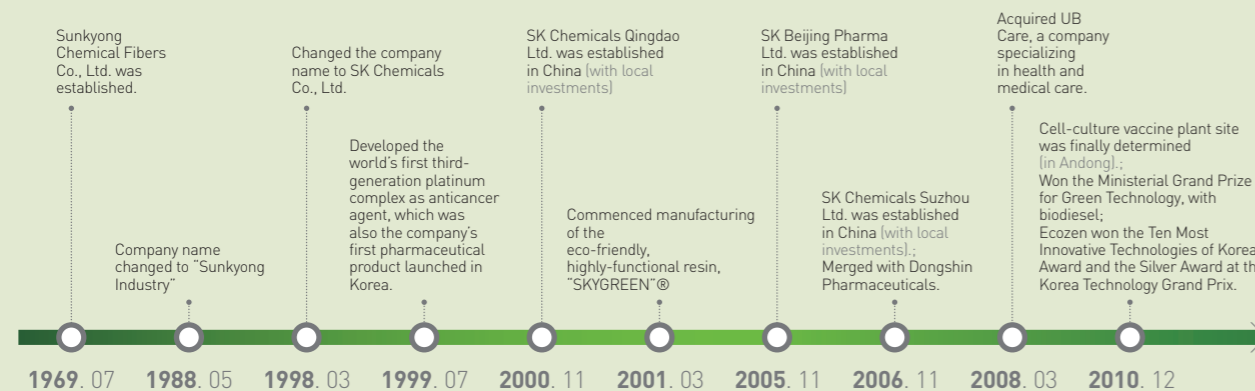 Sunkyong
Chemical Fibers
Co., Ltd. was
established.
1969. 07
Company name
changed to “Sunkyong
Industry”
1988. 05
Changed the company
name to SK Chemicals
Co., Ltd.
1998. 03
Developed the
world’s first third-
generation platinum
complex as anticancer
agent, which was
also the company’s
first pharmaceutical
product launched in
Korea.
1999. 07
SK Chemicals Qingdao
Ltd. was established
in China (with local
investments)
2000. 11
Commenced manufacturing
of the
eco-friendly,
highly-functional resin,
“SKYGREEN”®
2001. 03
SK Beijing Pharma
Ltd. was established
in China (with local
investments)
2005. 11
SK Chemicals Suzhou
Ltd. was established
in China (with local
investments).;
Merged with Dongshin
Pharmaceuticals.
2006. 11
Acquired UB
Care, a company
specializing
in health and
medical care.
2008. 03
Cell-culture vaccine plant site
was finally determined
(in Andong).;
Won the Ministerial Grand Prize
for Green Technology, with
biodiesel;
Ecozen won the Ten Most
Innovative Technologies of Korea
Award and the Silver Award at th
Korea Technology Grand Prix.
2010. 12